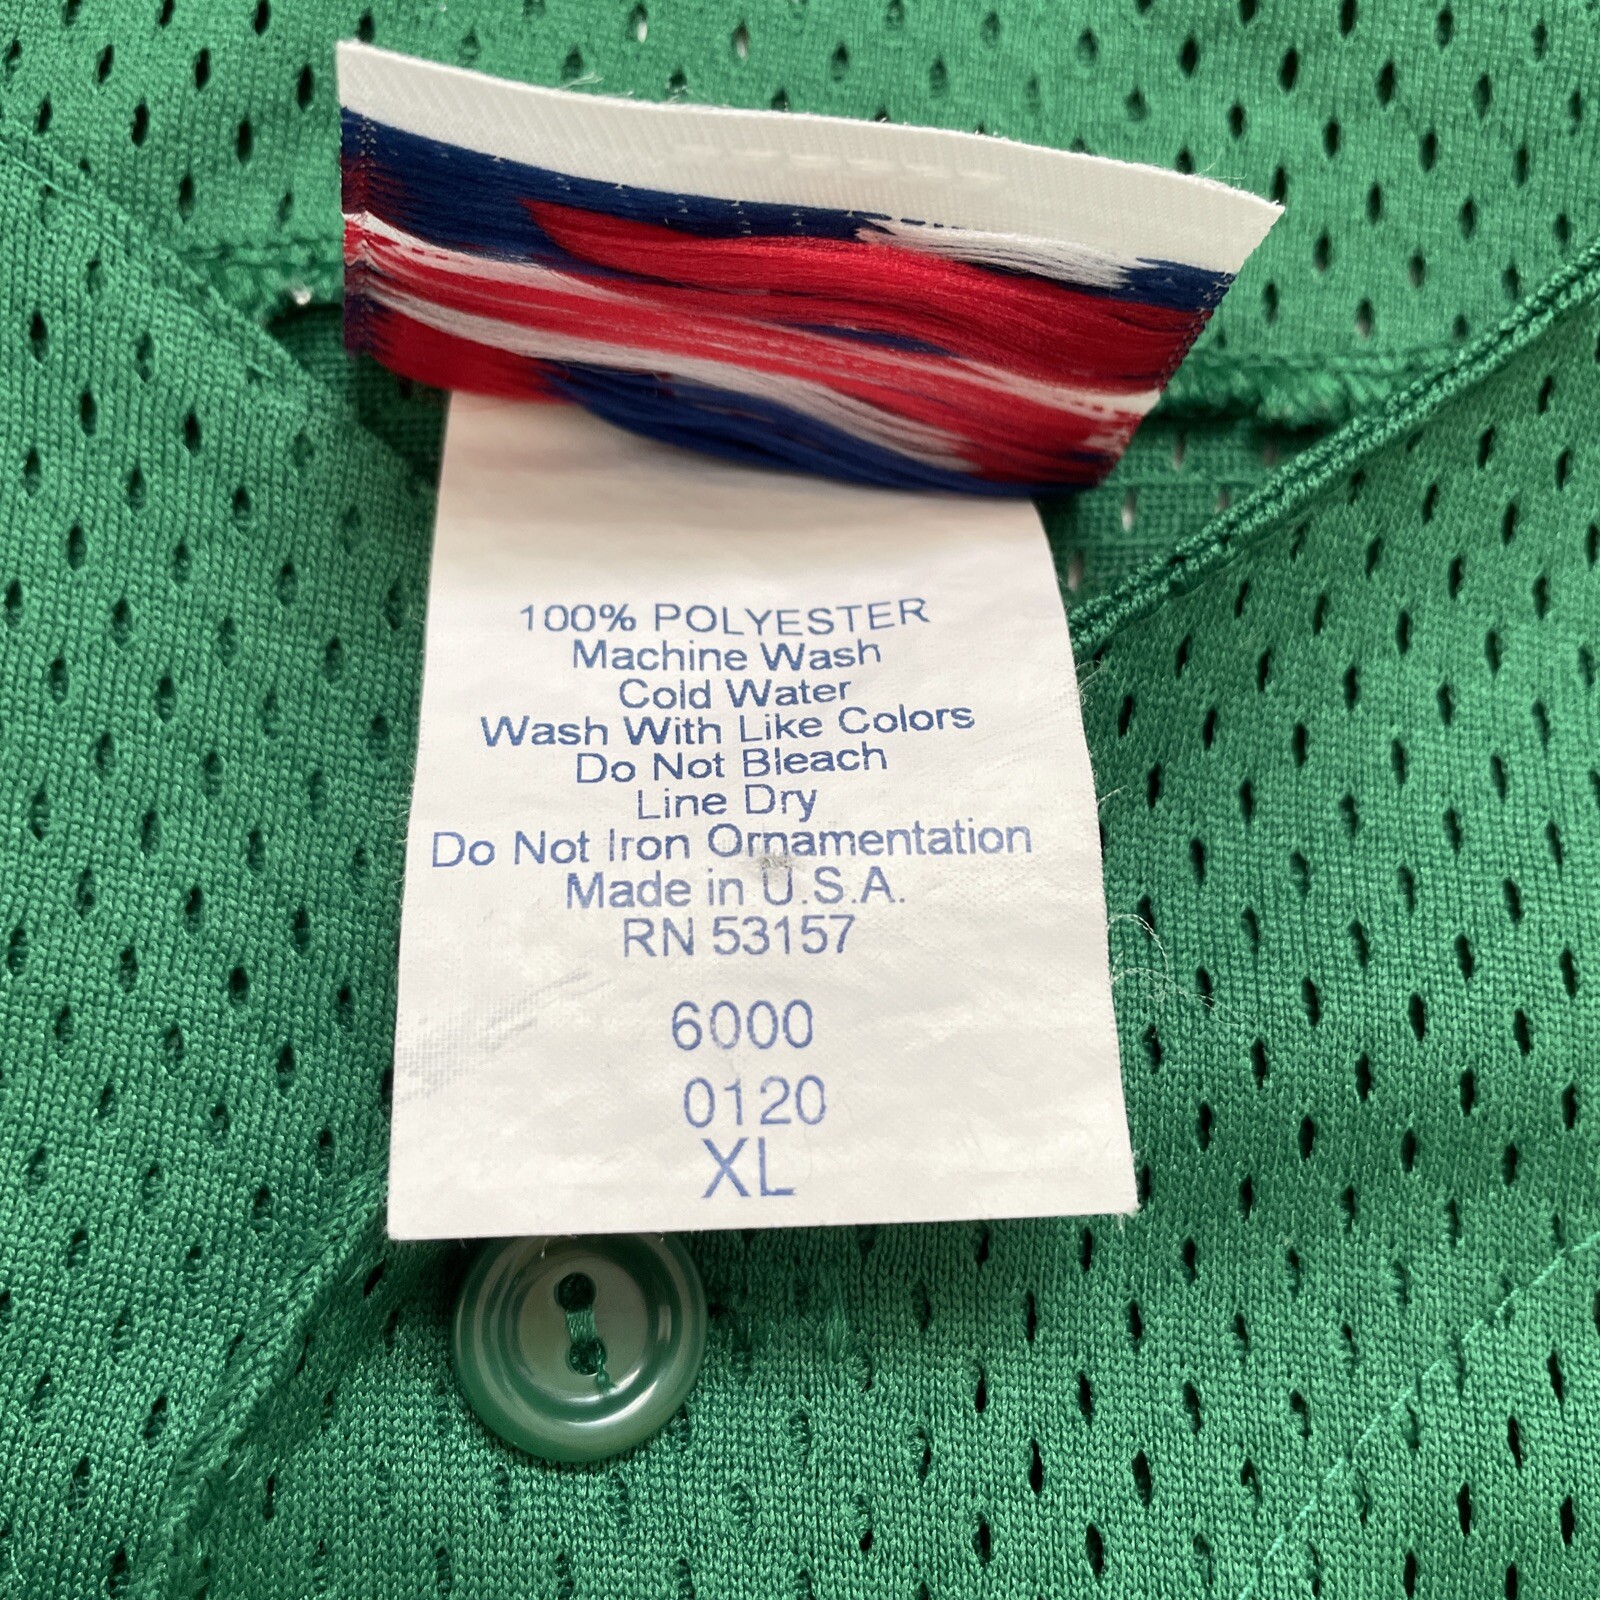 100% POLYESTER
Machine Wash
Cold Water
Wash With Like Colors
Do Not Bleach
Line Dry
Do Not Iron Ornamentation
Made in U.S.A.
RN 53157
6000
0120
XL